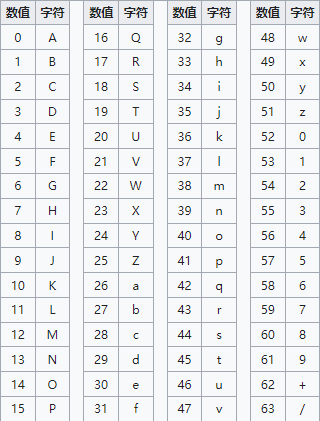 数值 字符 数值 字符 数值 字符 数值 字符
0 A 16 Q 32 g 48 w
1 B 17 R 33 h 49 x
2 C 18 S 34 i 50 y
3 D 19 T 35 j 51 z
4 E 20 U 36 k 52 0
5 F 21 V 37 l 53 1
6 G 22 W 38 m 54 2
7 H 23 X 39 n 55 3
8 I 24 Y 40 o 56 4
9 J 25 Z 41 p 57 5
10 K 26 a 42 q 58 6
11 L 27 b 43 r 59 7
12 M 28 c 44 s 60 8
13 N 29 d 45 t 61 9
14 O 30 e 46 u 62 +
15 P 31 f 47 v 63 /